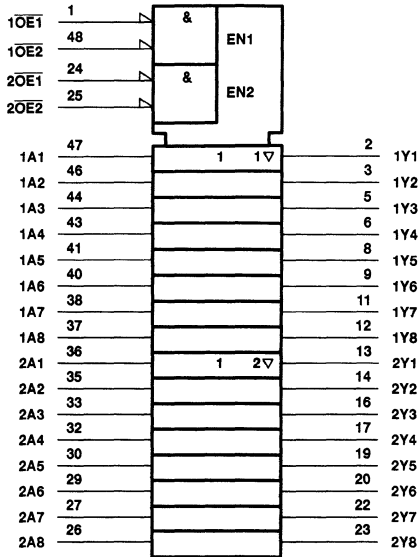 1OE1 1 & EN1
1OE2 48
2OE1 24 & EN2
2OE2 25
1A1 47 1 1▽ 2 1Y1
1A2 46 3 1Y2
1A3 44 5 1Y3
1A4 43 6 1Y4
1A5 41 8 1Y5
1A6 40 9 1Y6
1A7 38 11 1Y7
1A8 37 12 1Y8
2A1 36 1 2▽ 13 2Y1
2A2 35 14 2Y2
2A3 33 16 2Y3
2A4 32 17 2Y4
2A5 30 19 2Y5
2A6 29 20 2Y6
2A7 27 22 2Y7
2A8 26 23 2Y8